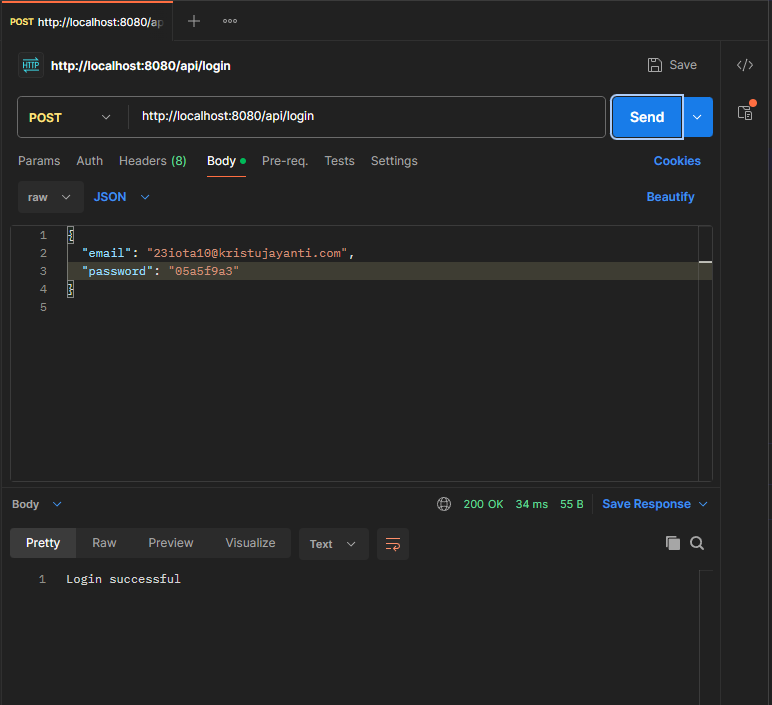 POST http://localhost:8080/ap
http://localhost:8080/api/login
Save
POST
http://localhost:8080/api/login
Send
Params Auth Headers (8) Body Pre-req. Tests Settings Cookies
raw JSON Beautify
1 {
2 "email": "23iota10@kristujayanti.com",
3 "password": "05a5f9a3"
4 }
5
Body 200 OK 34 ms 55 B Save Response
Pretty Raw Preview Visualize Text
1 Login successful